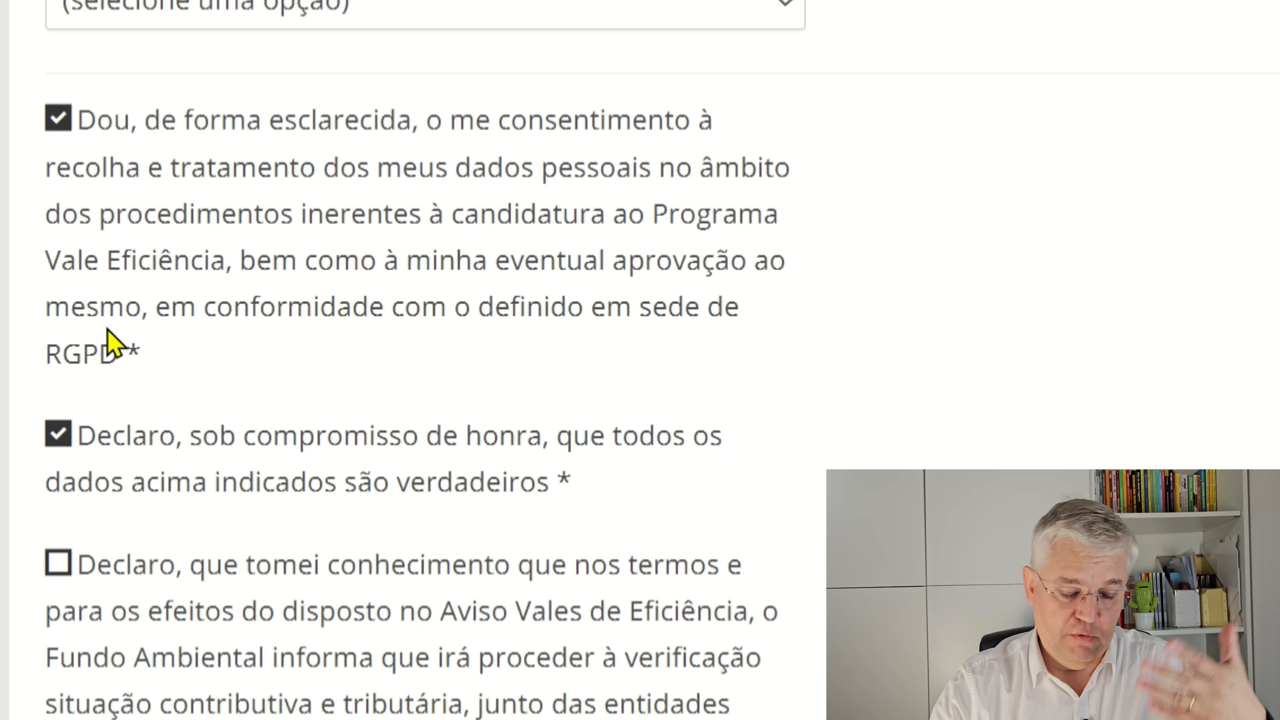 (selecione uma opção)
Dou, de forma esclarecida, o me consentimento à
recolha e tratamento dos meus dados pessoais no âmbito
dos procedimentos inerentes à candidatura ao Programa
Vale Eficiência, bem como à minha eventual aprovação ao
mesmo, em conformidade com o definido em sede de
RGPD *
Declaro, sob compromisso de honra, que todos os
dados acima indicados são verdadeiros *
Declaro, que tomei conhecimento que nos termos e
para os efeitos do disposto no Aviso Vales de Eficiência, o
Fundo Ambiental informa que irá proceder à verificação
situação contributiva e tributária, junto das entidades